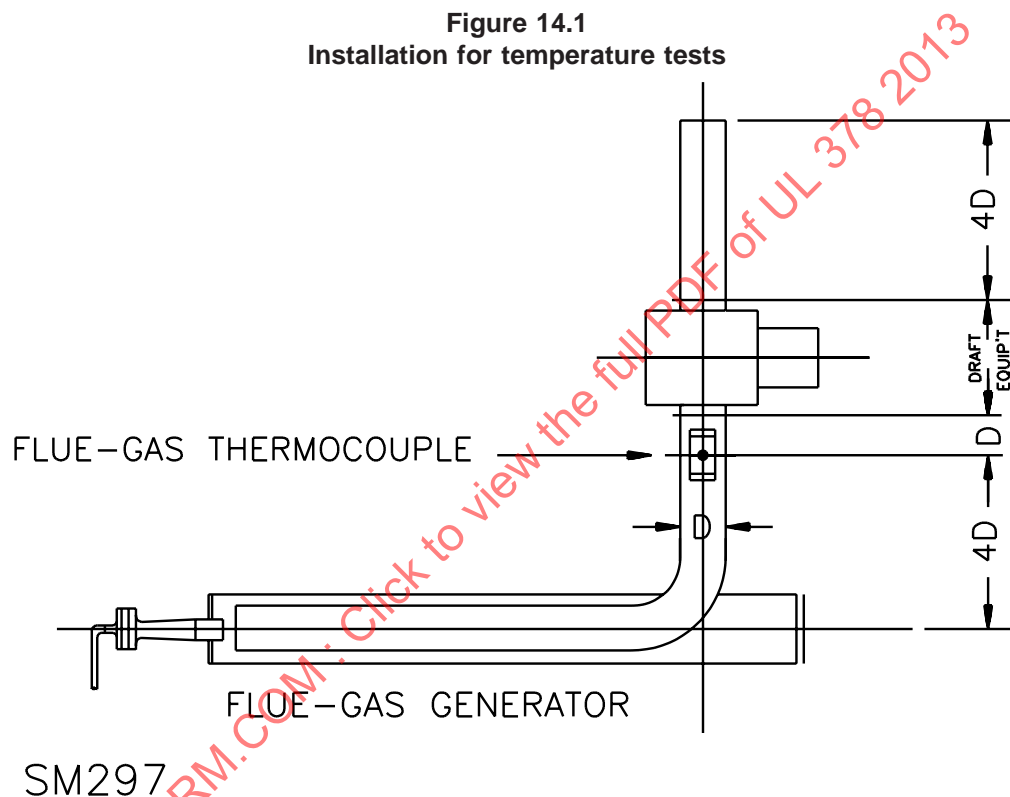 Figure 14.1
Installation for temperature tests
4D
DRAFT
EQUIP'T
FLUE-GAS THERMOCOUPLE
D
D
4D
FLUE-GAS GENERATOR
SM297
RM.COM : Click to view the full PDF of UL 378 2013